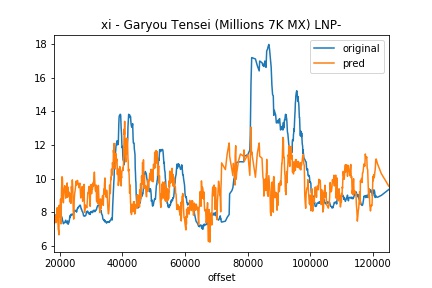 xi - Garyou Tensei (Millions 7K MX) LNP-
original
pred
18
16
14
12
10
8
6
20000 40000 60000 80000 100000 120000
offset